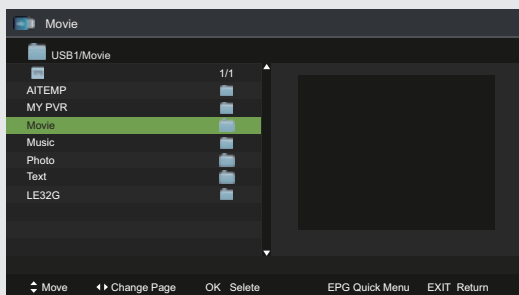 Movie
USB1/Movie
1/1
AITEMP
MY PVR
Movie
Music
Photo
Text
LE32G
Move Change Page OK Selete EPG Quick Menu EXIT Return